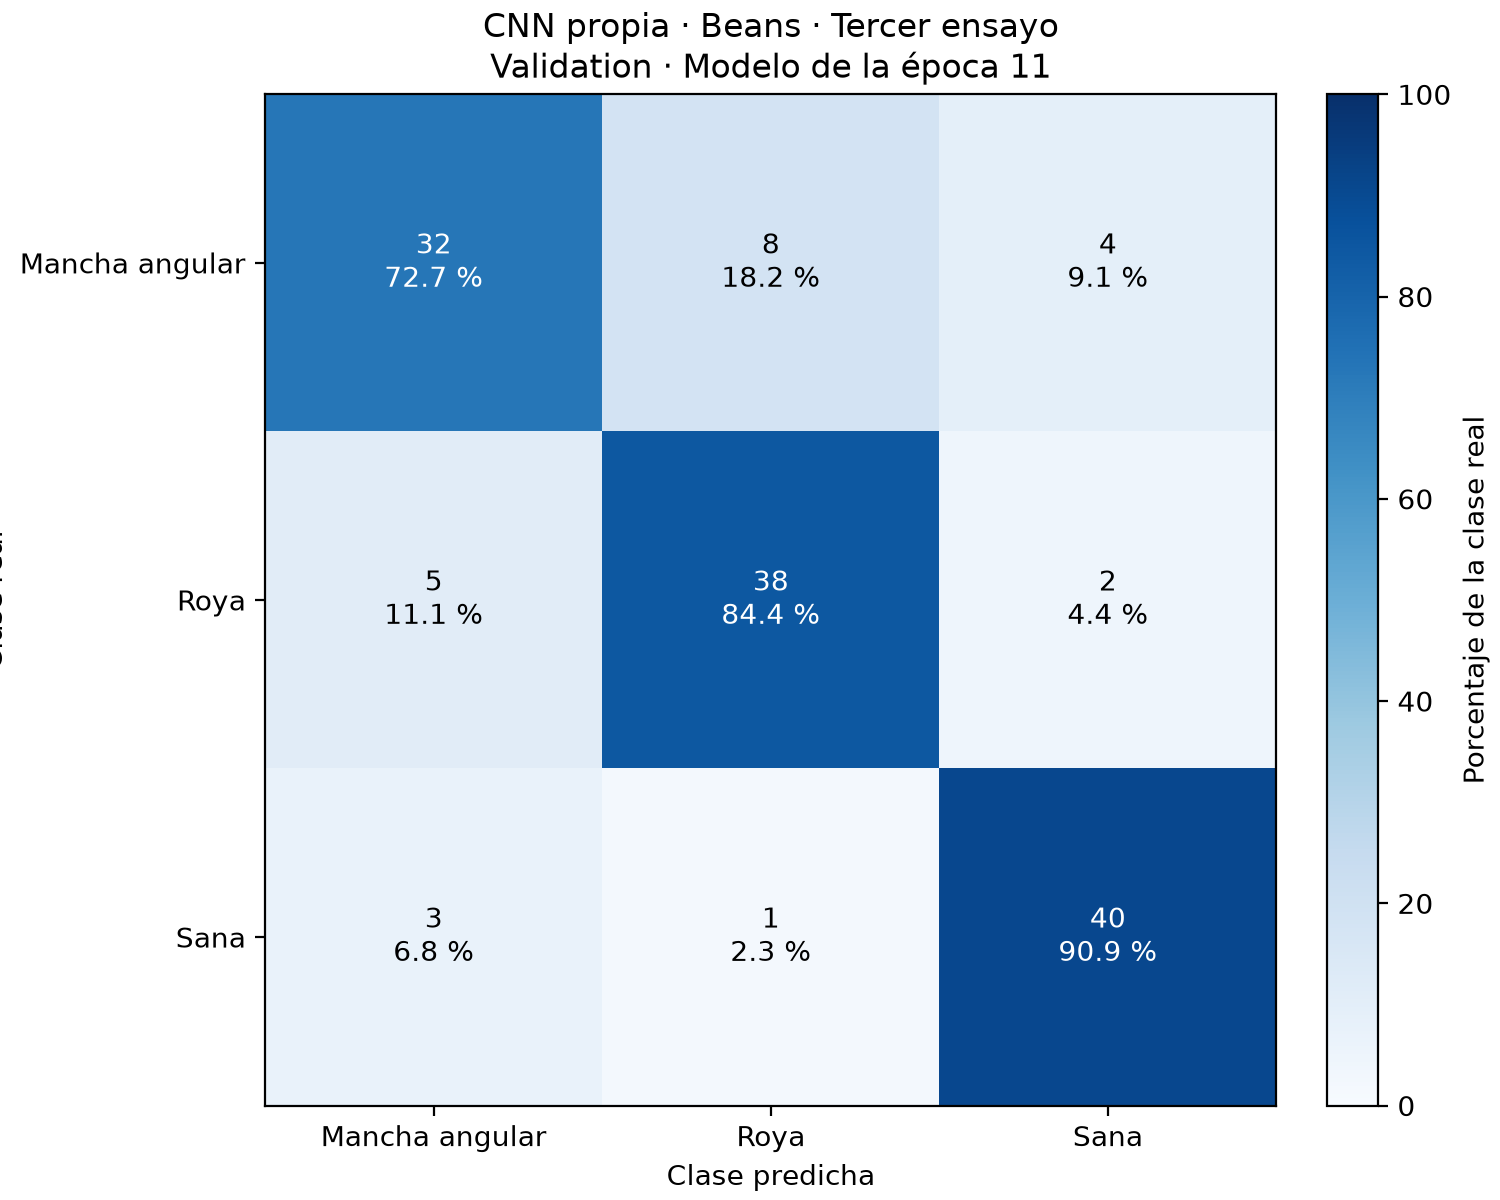 CNN propia · Beans · Tercer ensayo
Validation · Modelo de la época 11
Mancha angular
32
72.7 %
8
18.2 %
4
9.1 %
Roya
5
11.1 %
38
84.4 %
2
4.4 %
Sana
3
6.8 %
1
2.3 %
40
90.9 %
Mancha angular
Roya
Sana
Clase predicha
100
80
60
40
20
0
Porcentaje de la clase real